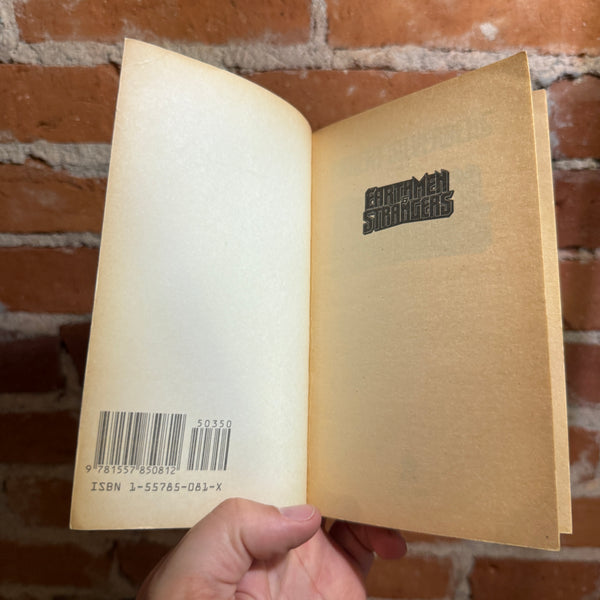 50350
9 781557 850812
ISBN 1-55785-081-X
EARTHMEN
& STRANGERS